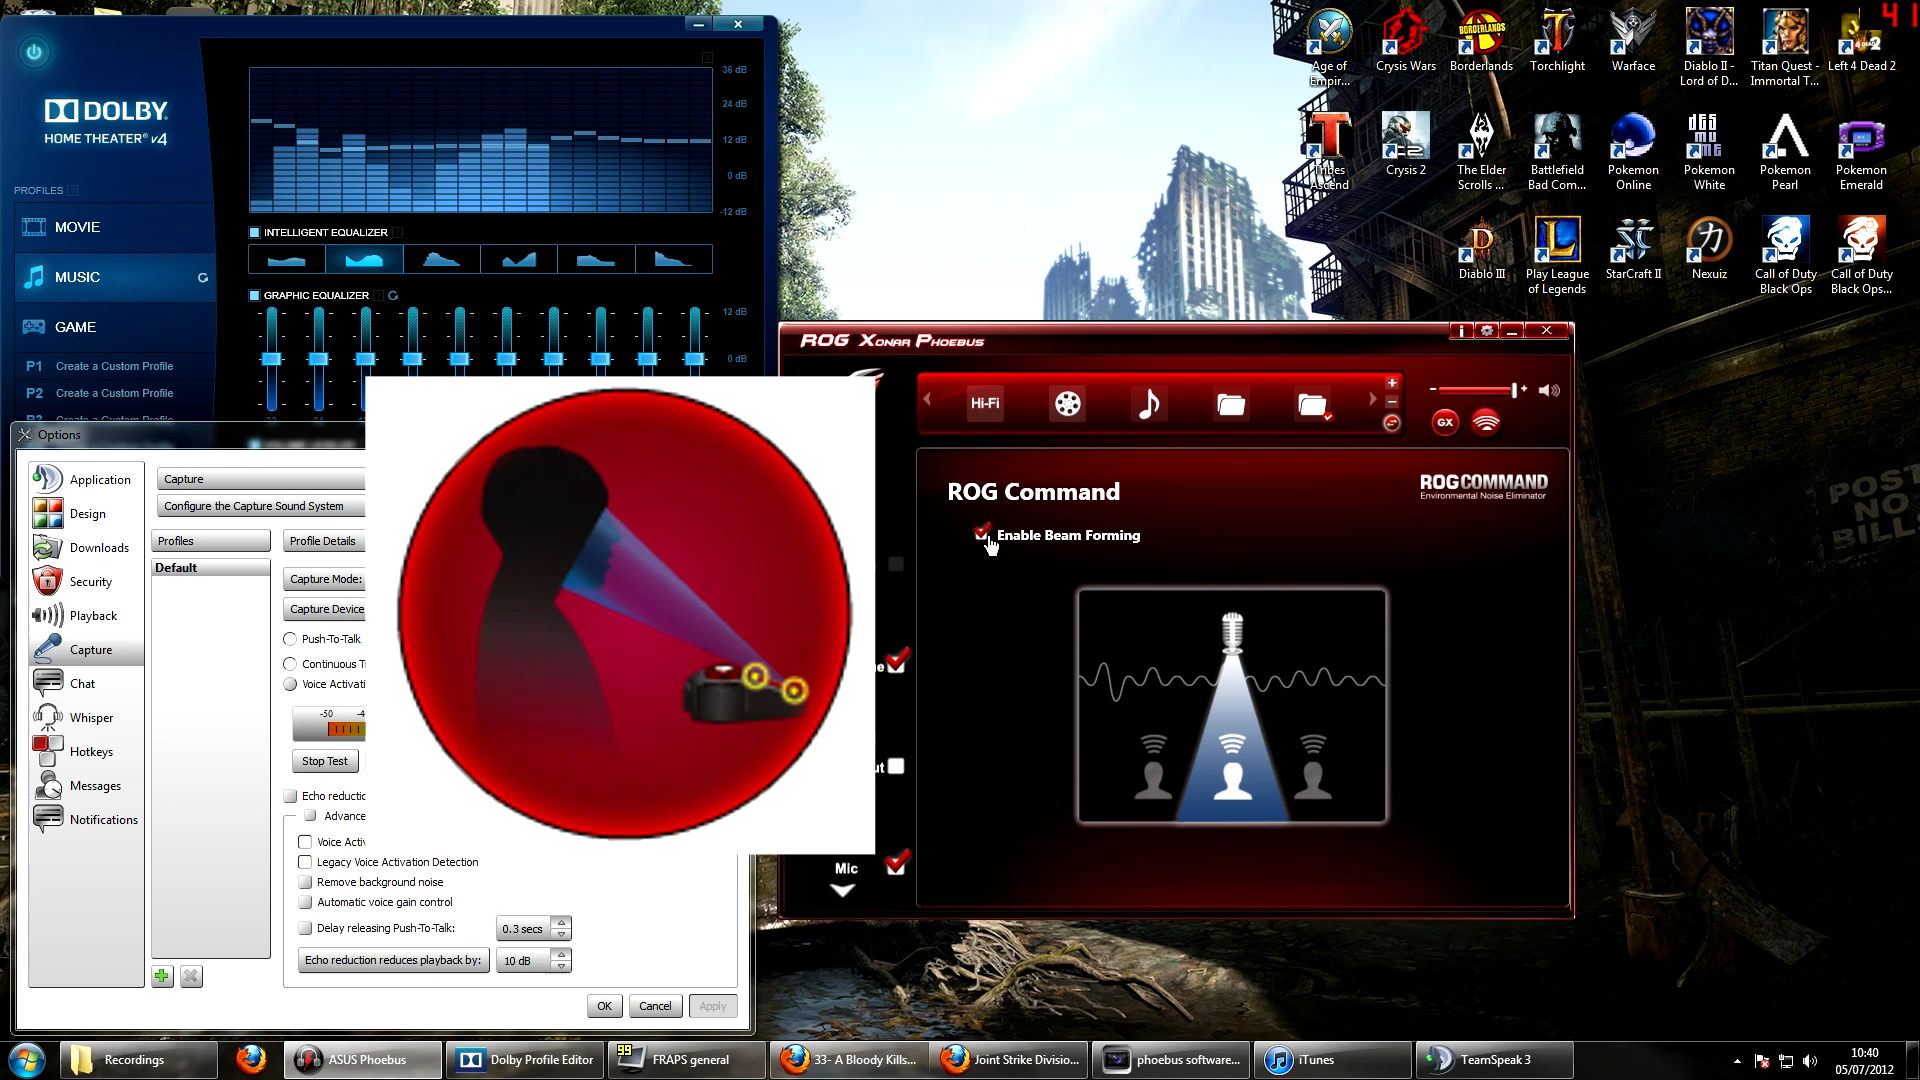 DOLBY
HOME THEATER® v4
PROFILES
MOVIE
MUSIC
GAME
P1 Create a Custom Profile
P2 Create a Custom Profile
Create a Custom Profile
36 dB
24 dB
12 dB
0 dB
-12 dB
INTELLIGENT EQUALIZER
GRAPHIC EQUALIZER
12 dB
0 dB
Options
Application
Design
Downloads
Security
Playback
Capture
Chat
Whisper
Hotkeys
Messages
Notifications
Capture
Configure the Capture Sound System
Profiles
Default
Profile Details
Capture Mode:
Capture Device
Push-To-Talk
Continuous T
Voice Activati
-50
Stop Test
Echo reductio
Advance
Voice Activ
Legacy Voice Activation Detection
Remove background noise
Automatic voice gain control
Delay releasing Push-To-Talk:
0.3 secs
Echo reduction reduces playback by:
10 dB
OK
Cancel
Apply
ROG XONAR PHOEBUS
Hi-Fi
GX
ROG Command
ROG COMMAND
Environmental Noise Eliminator
Enable Beam Forming
Mic
41
Age of Empir...
Crysis Wars
Borderlands
Torchlight
Warface
Diablo II - Lord of D...
Titan Quest - Immortal T...
Left 4 Dead 2
Tribes Ascend
Crysis 2
The Elder Scrolls ...
Battlefield Bad Com...
Pokemon Online
Pokemon White
Pokemon Pearl
Pokemon Emerald
Diablo III
Play League of Legends
StarCraft II
Nexuiz
Call of Duty Black Ops
Call of Duty Black Ops...
POST
NO
BILL
Recordings
ASUS Phoebus
Dolby Profile Editor
99
FRAPS general
33- A Bloody Kills...
Joint Strike Divisio...
phoebus software...
iTunes
TeamSpeak 3
10:40
05/07/2012